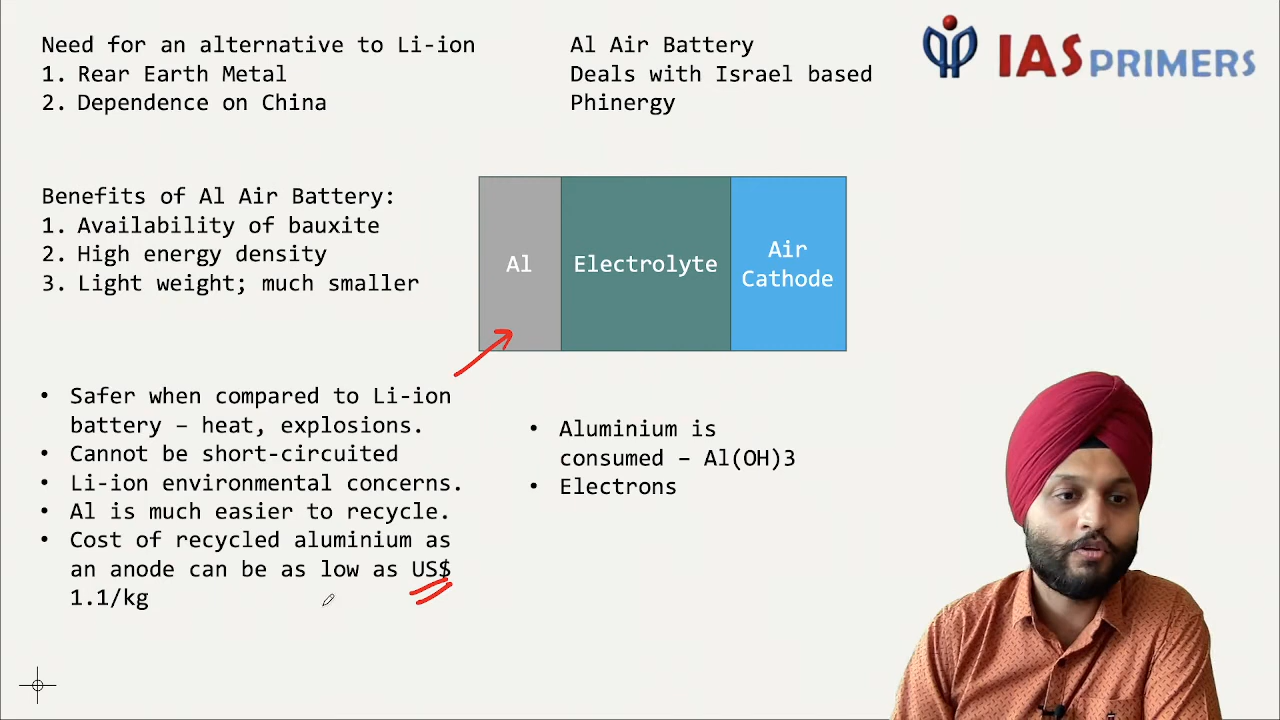 Need for an alternative to Li-ion
1. Rear Earth Metal
2. Dependence on China
Al Air Battery
Deals with Israel based
Phinergy
IAS PRIMERS
Benefits of Al Air Battery:
1. Availability of bauxite
2. High energy density
3. Light weight; much smaller
Al
Electrolyte
Air
Cathode
• Safer when compared to Li-ion
battery – heat, explosions.
• Cannot be short-circuited
• Li-ion environmental concerns.
• Al is much easier to recycle.
• Cost of recycled aluminium as
an anode can be as low as US$
1.1/kg
• Aluminium is
consumed – Al(OH)3
• Electrons